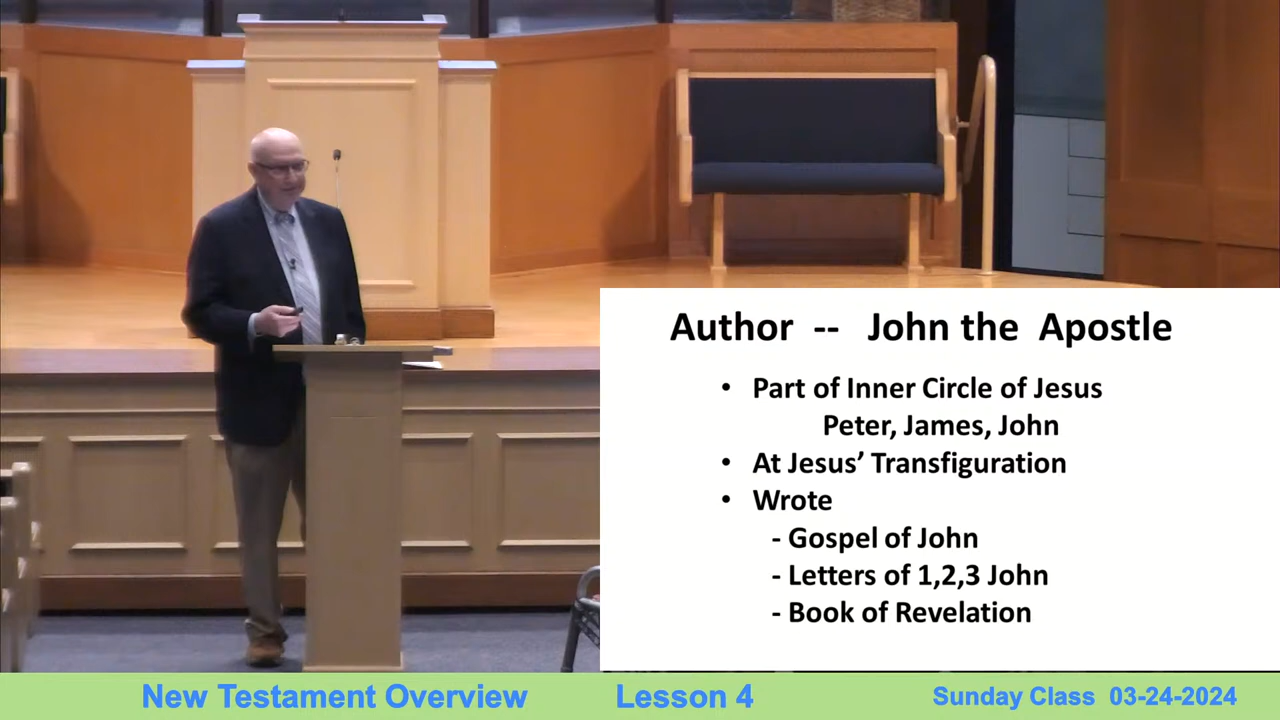 Author -- John the Apostle
• Part of Inner Circle of Jesus
Peter, James, John
• At Jesus’ Transfiguration
• Wrote
- Gospel of John
- Letters of 1,2,3 John
- Book of Revelation
New Testament Overview Lesson 4 Sunday Class 03-24-2024